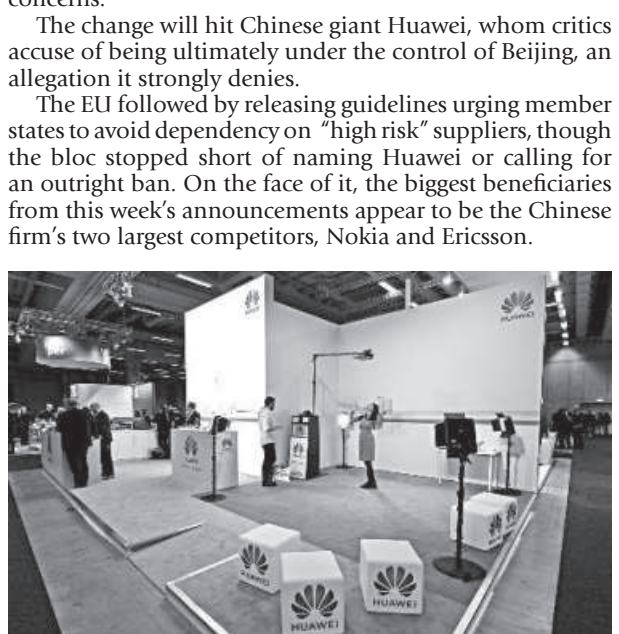 concerns.
The change will hit Chinese giant Huawei, whom critics
accuse of being ultimately under the control of Beijing, an
allegation it strongly denies.
The EU followed by releasing guidelines urging member
states to avoid dependency on “high risk” suppliers, though
the bloc stopped short of naming Huawei or calling for
an outright ban. On the face of it, the biggest beneficiaries
from this week’s announcements appear to be the Chinese
firm’s two largest competitors, Nokia and Ericsson.
HUAWEI
HUAWEI
HUAWEI
HUAWEI
HUAWEI